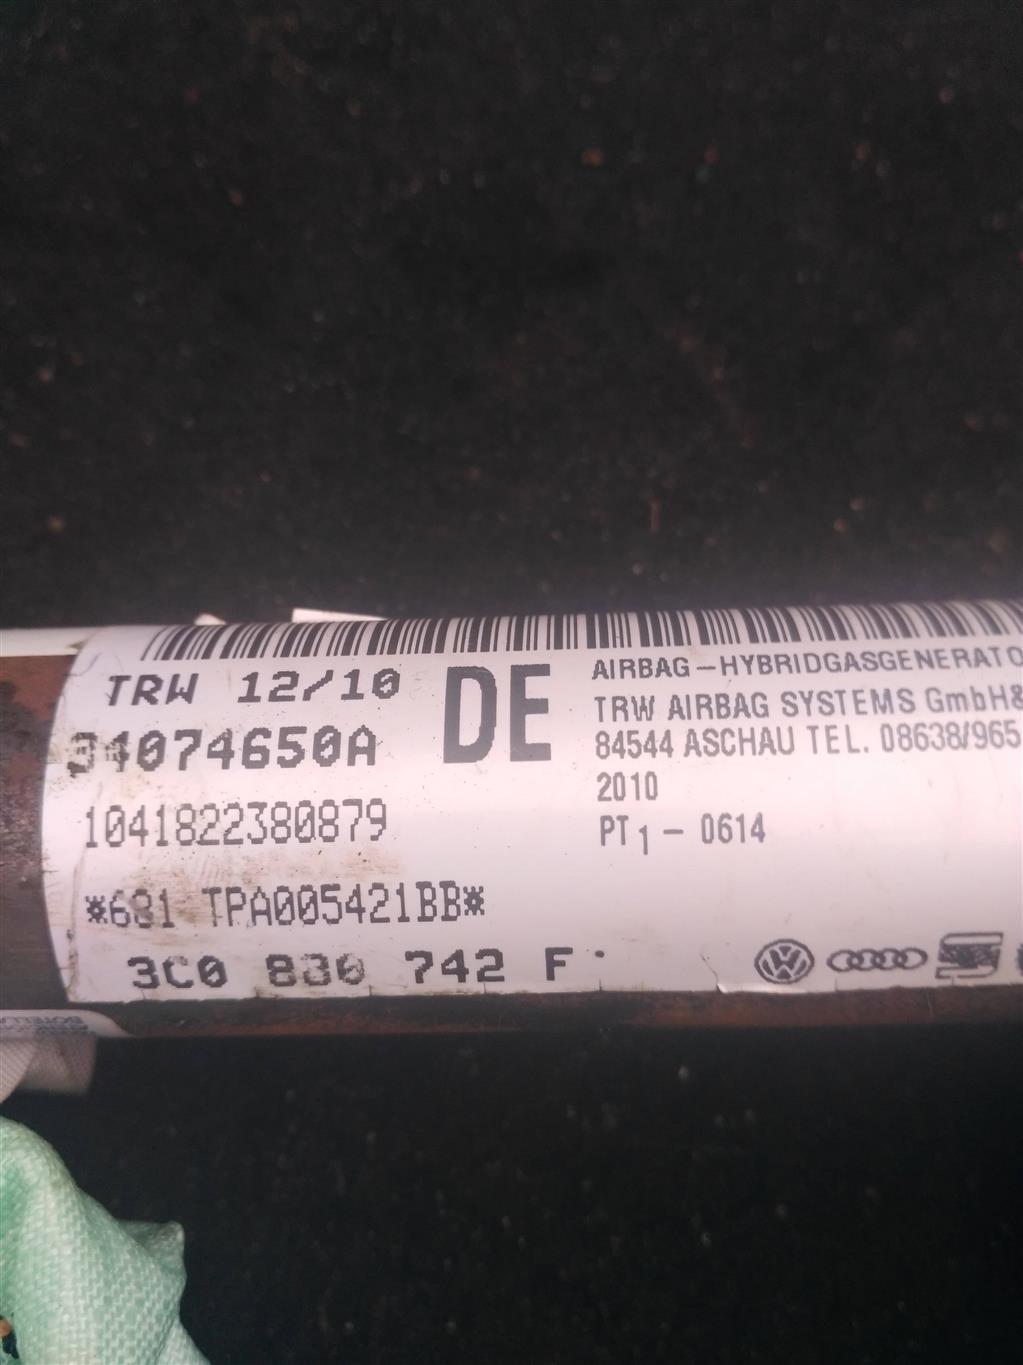 TRW 12/10
34074650A
1041822380879
*681 TPA005421BB*
3C0 880 742 F
DE
AIRBAG-HYBRIDGASGENERATO
TRW AIRBAG SYSTEMS GmbH&
84544 ASCHAU TEL. 08638/965
2010
PT1- 0614